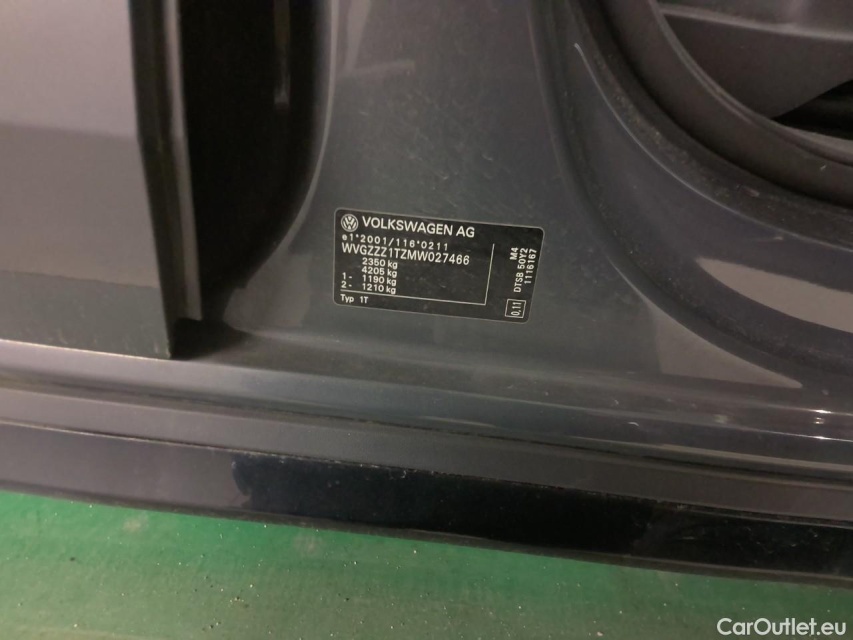 VOLKSWAGEN AG
e1*2001/116*0211
WVGZZZ1TZMW027466
2350 kg
4205 kg
1- 1190 kg
2- 1210 kg
Typ 1T
M4
DTSB 50Y2
1116167
0.11
CarOutlet.eu